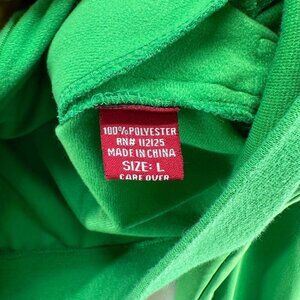 100% POLYESTER
RN# 112125
MADE IN CHINA
SIZE: L
CARE OVER